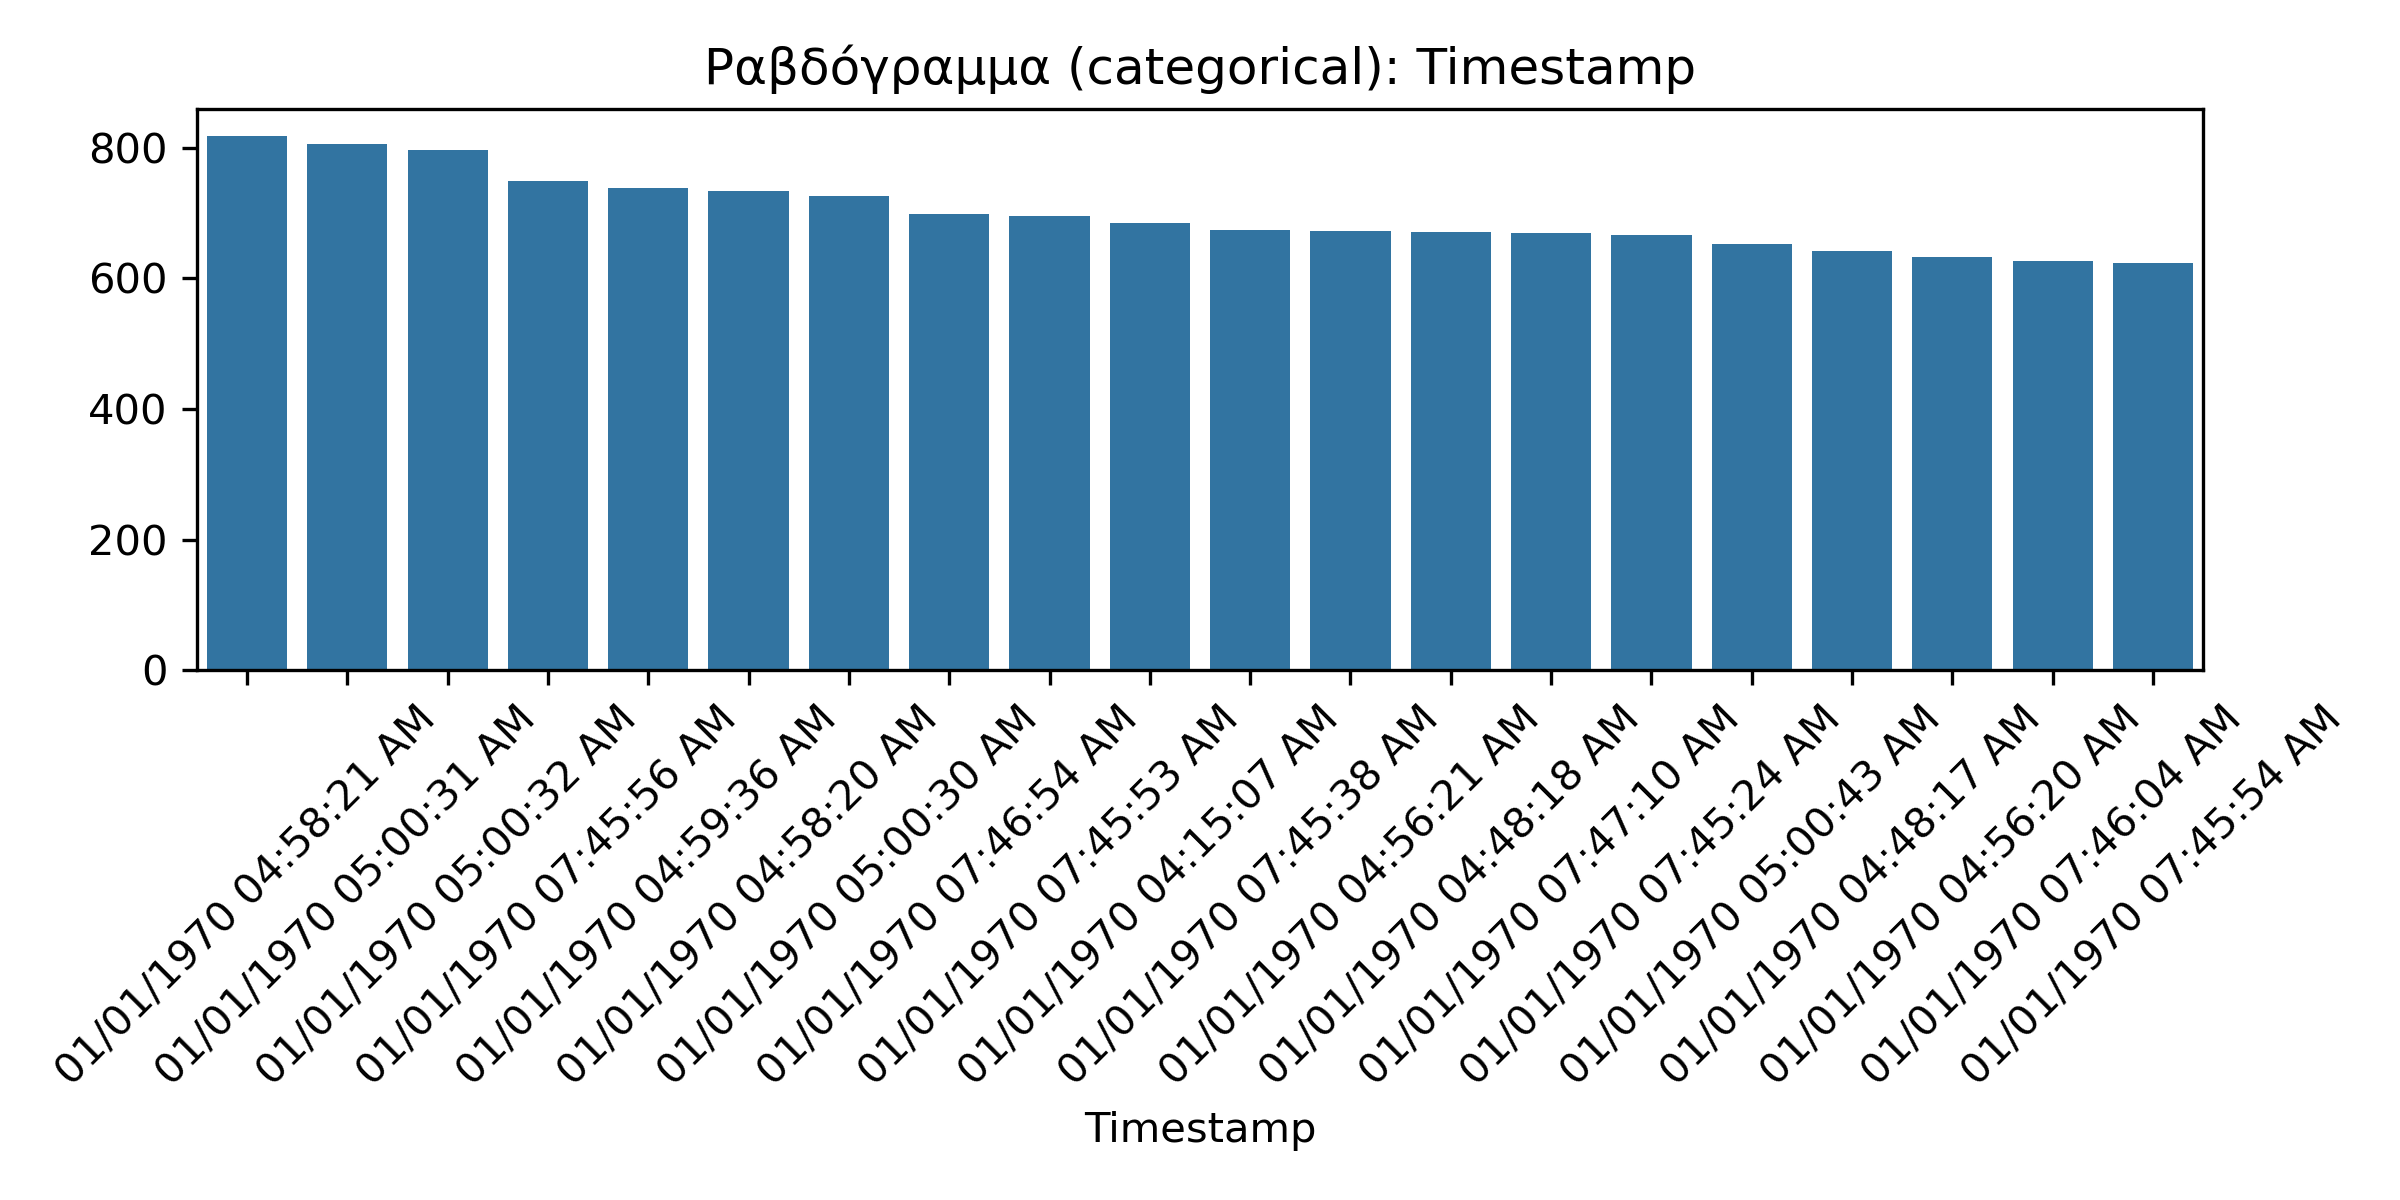 Ραβδόγραμμα (categorical): Timestamp
800
600
400
200
0
01/01/1970 04:58:21 AM
01/01/1970 05:00:31 AM
01/01/1970 05:00:32 AM
01/01/1970 07:45:56 AM
01/01/1970 04:59:36 AM
01/01/1970 04:58:20 AM
01/01/1970 05:00:30 AM
01/01/1970 07:46:54 AM
01/01/1970 07:45:53 AM
01/01/1970 04:15:07 AM
01/01/1970 07:45:38 AM
01/01/1970 04:56:21 AM
01/01/1970 04:48:18 AM
01/01/1970 07:47:10 AM
01/01/1970 07:45:24 AM
01/01/1970 05:00:43 AM
01/01/1970 04:48:17 AM
01/01/1970 04:56:20 AM
01/01/1970 07:46:04 AM
01/01/1970 07:45:54 AM
Timestamp